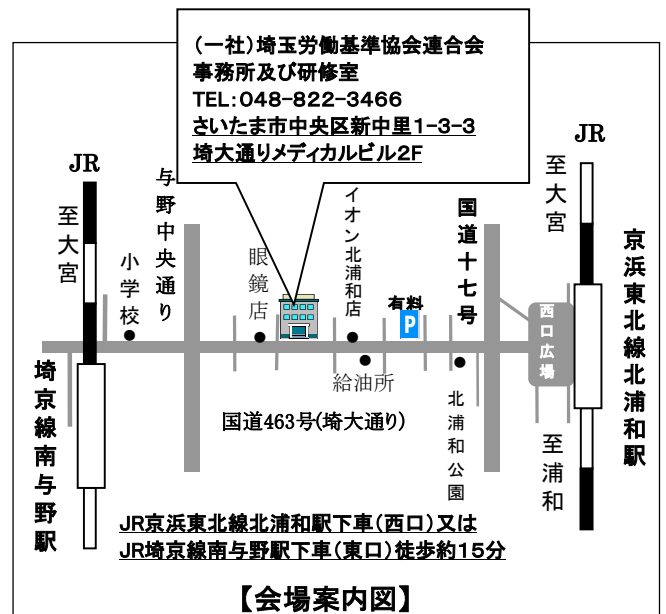 (一社)埼玉労働基準協会連合会
事務所及び研修室
TEL:048-822-3466
さいたま市中央区新中里1-3-3
埼大通りメディカルビル2F
JR
至大宮
小学校
与野中央通り
眼鏡店
イオン北浦和店
有料
P
国道十七号
JR
至大宮
京浜東北線北浦和駅
西口広場
埼京線南与野駅
給油所
国道463号(埼大通り)
北浦和公園
至浦和
JR京浜東北線北浦和駅下車(西口)又は
JR埼京線南与野駅下車(東口)徒歩約15分
【会場案内図】